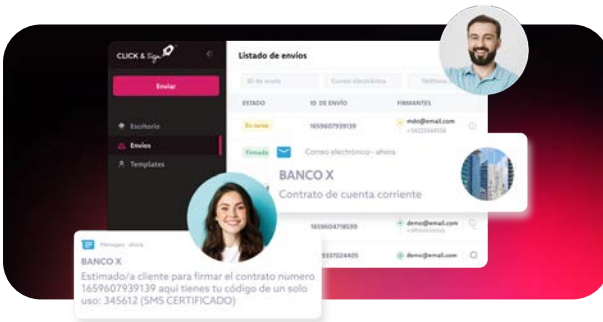 CLICK & Sign
Listado de envios
Enviar
ID de envío
Correo electrónico
Teléfono
ESTADO
ID DE ENVÍO
FIRMANTES
Escritorio
En curso
1659607939139
mdo@email.com
Envíos
Firmado
Correo electrónico - ahora
Templates
BANCO X
Contrato de cuenta corriente
1659604718599
demo@email.com
Mensajes · ahora
BANCO X
9337024405
demo@email.com
Estimado/a cliente para firmar el contrato numero
1659607939139 aquí tienes tu código de un solo
uso: 345612 (SMS CERTIFICADO)